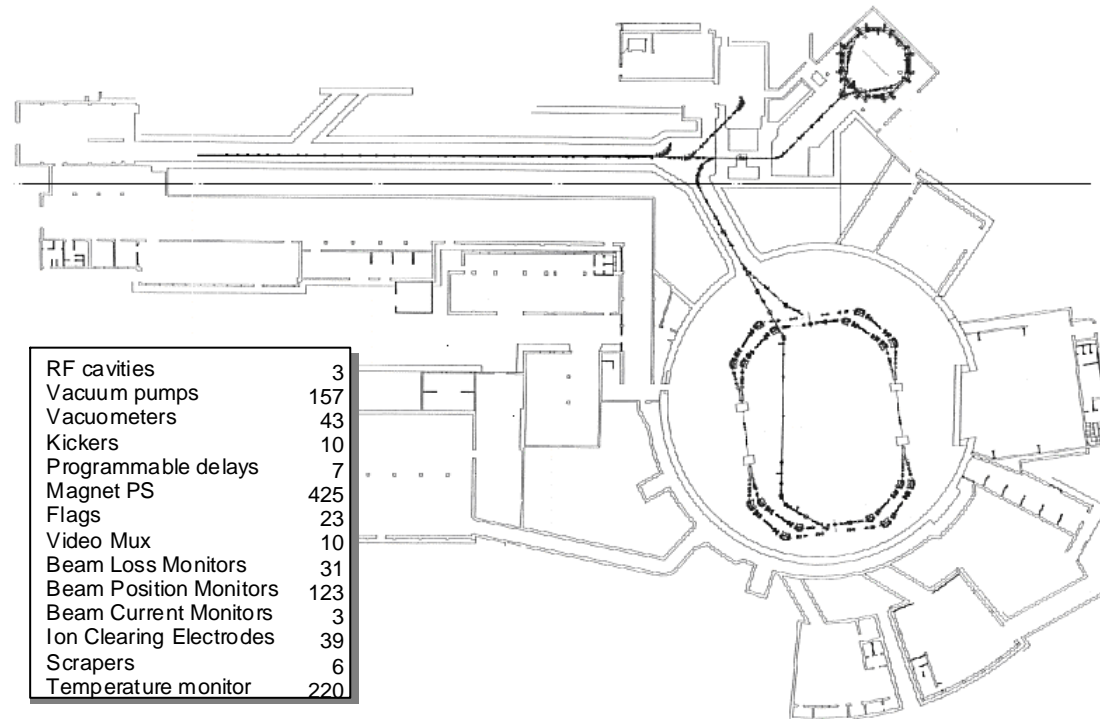 RF cavities 3
Vacuum pumps 157
Vacuometers 43
Kickers 10
Programmable delays 7
Magnet PS 425
Flags 23
Video Mux 10
Beam Loss Monitors 31
Beam Position Monitors 123
Beam Current Monitors 3
Ion Clearing Electrodes 39
Scrapers 6
Temperature monitor 220